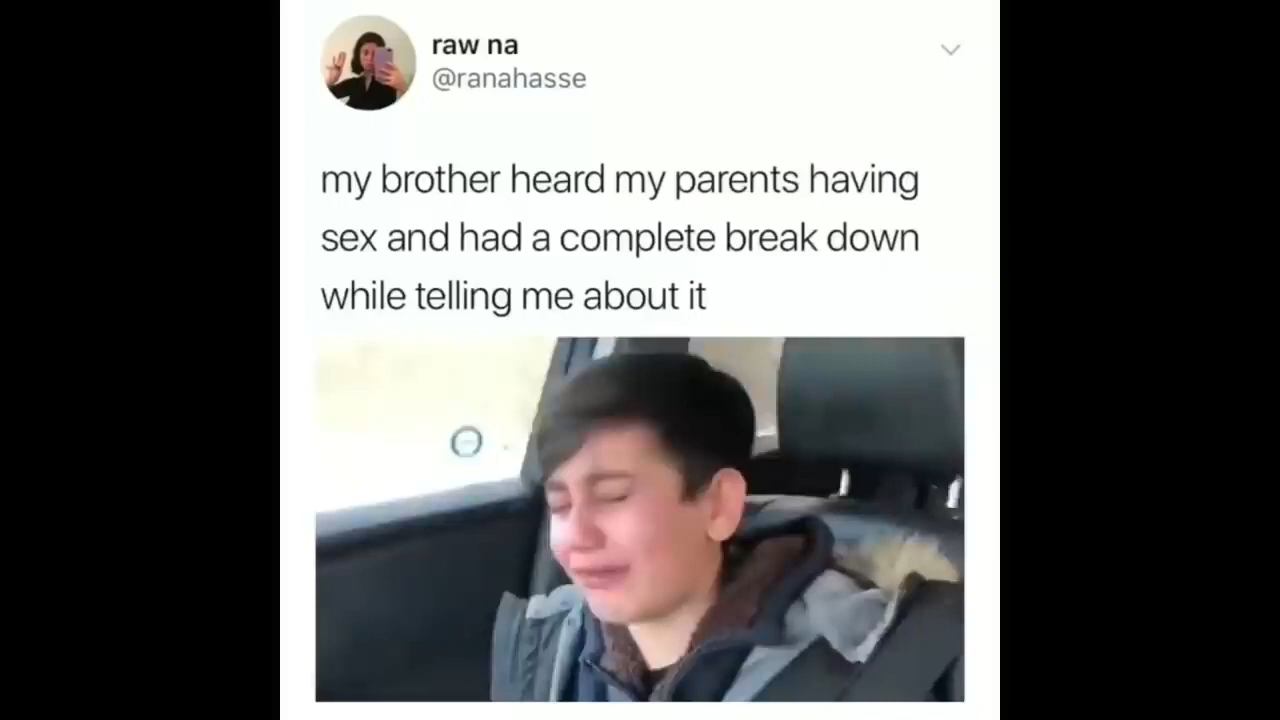 raw na
@ranahasse
my brother heard my parents having
sex and had a complete break down
while telling me about it